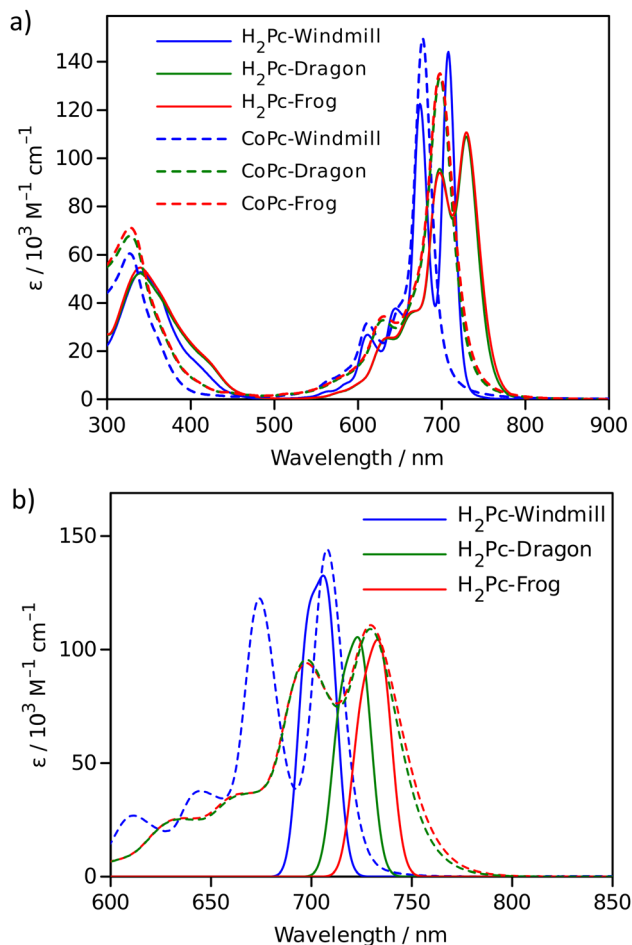 a)
H₂Pc-Windmill
H₂Pc-Dragon
H₂Pc-Frog
CoPc-Windmill
CoPc-Dragon
CoPc-Frog
ε / 10³ M⁻¹ cm⁻¹
140
120
100
80
60
40
20
0
300 400 500 600 700 800 900
Wavelength / nm
b)
H₂Pc-Windmill
H₂Pc-Dragon
H₂Pc-Frog
ε / 10³ M⁻¹ cm⁻¹
150
100
50
0
600 650 700 750 800 850
Wavelength / nm